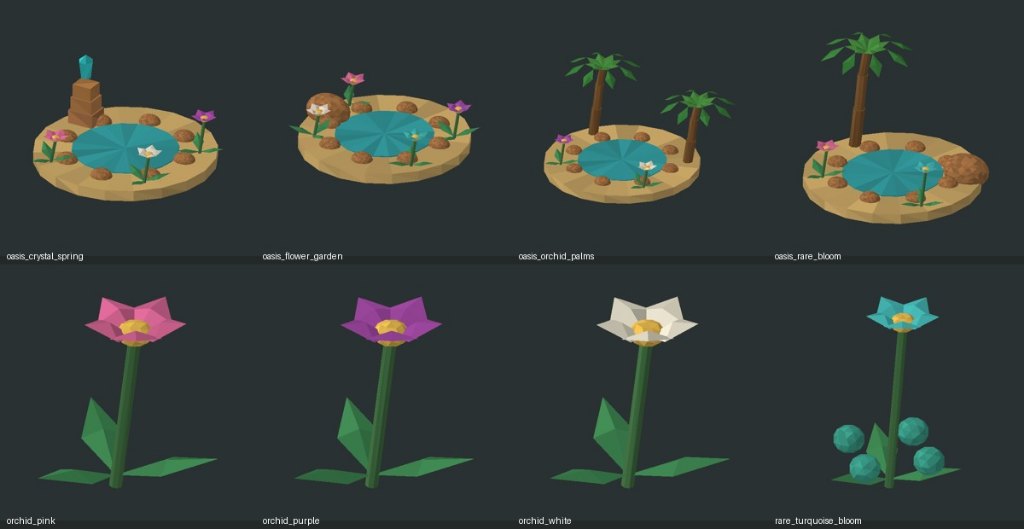 oasis_crystal_spring
oasis_flower_garden
oasis_orchid_palms
oasis_rare_bloom
orchid_pink
orchid_purple
orchid_white
rare_turquoise_bloom